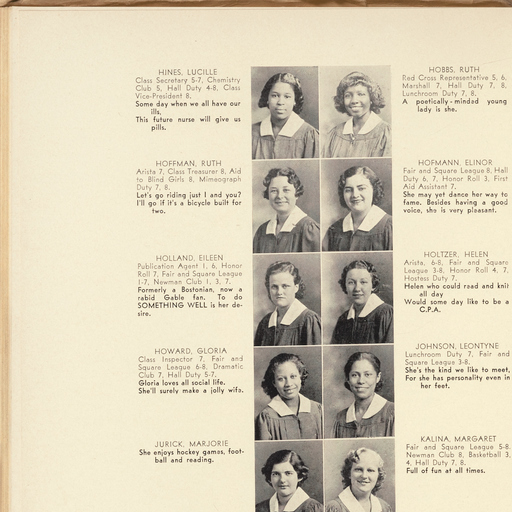 HINES, LUCILLE
Class Secretary 5-7, Chemistry
Club 5, Hall Duty 4-8, Class
Vice-President 8.
Some day when we all have our
ills,
This future nurse will give us
pills.
HOBBS, RUTH
Red Cross Representative 5, 6,
Marshall 7, Hall Duty 7, 8,
Lunchroom Duty 7, 8.
A poetically-minded young
lady is she.
HOFFMAN, RUTH
Arista 7, Class Treasurer 8, Aid
to Blind Girls 8, Mimeograph
Duty 7, 8.
Let's go riding just I and you?
I'll go if it's a bicycle built for
two.
HOFMANN, ELINOR
Fair and Square League 8, Hall
Duty 6, 7, Honor Roll 3, First
Aid Assistant 7.
She may yet dance her way to
fame. Besides having a good
voice, she is very pleasant.
HOLLAND, EILEEN
Publication Agent 1, 6, Honor
Roll 7, Fair and Square League
1-7, Newman Club 1, 3, 7.
Formerly a Bostonian, now a
rabid Gable fan. To do
SOMETHING WELL is her de-
sire.
HOLTZER, HELEN
Arista, 6-8, Fair and Square
League 3-8, Honor Roll 4, 7,
Hostess Duty 7.
Helen who could read and knit
all day
Would some day like to be a
C.P.A.
HOWARD, GLORIA
Class Inspector 7, Fair and
Square League 6-8, Dramatic
Club 7, Hall Duty 5-7.
Gloria loves all social life.
She'll surely make a jolly wife.
JOHNSON, LEONTYNE
Lunchroom Duty 7, Fair and
Square League 3-8.
She's the kind we like to meet,
For she has personality even in
her feet.
JURICK, MARJORIE
She enjoys hockey games, foot-
ball and reading.
KALINA, MARGARET
Fair and Square League 5-8,
Newman Club 8, Basketball 3,
4, Hall Duty 7, 8.
Full of fun at all times.